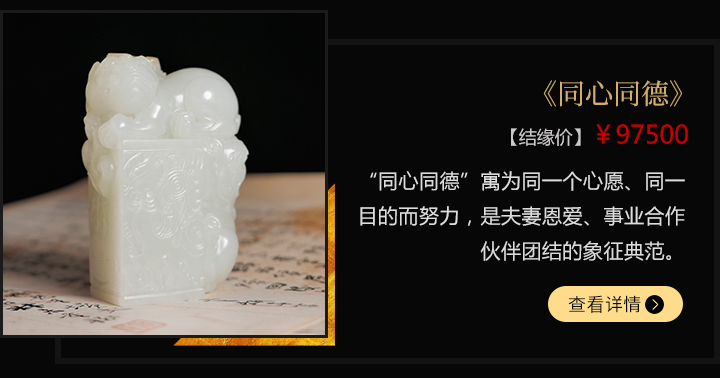 《同心同德》
【结缘价】￥97500
“同心同德”寓为同一个心愿、同一
目的而努力，是夫妻恩爱、事业合作
伙伴团结的象征典范。
查看详情